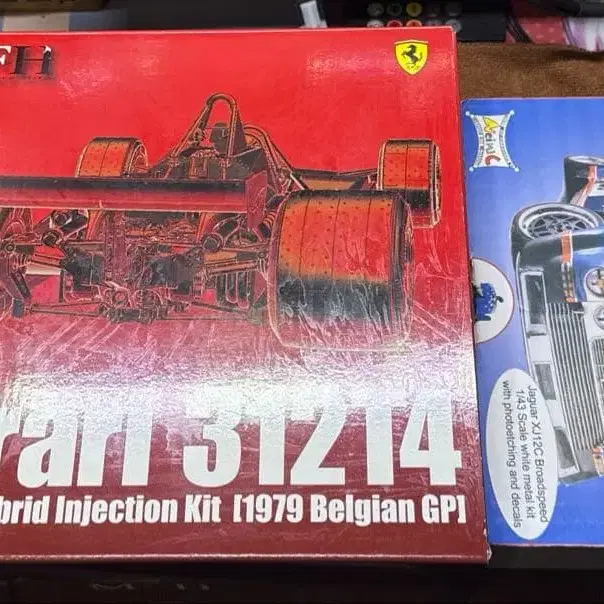 FH
rari 312T4
brid Injection Kit [1979 Belgian GP]
Jaguar XJ12C Broadspeed
1/43 Scale white metal kit
with photoetching and decals